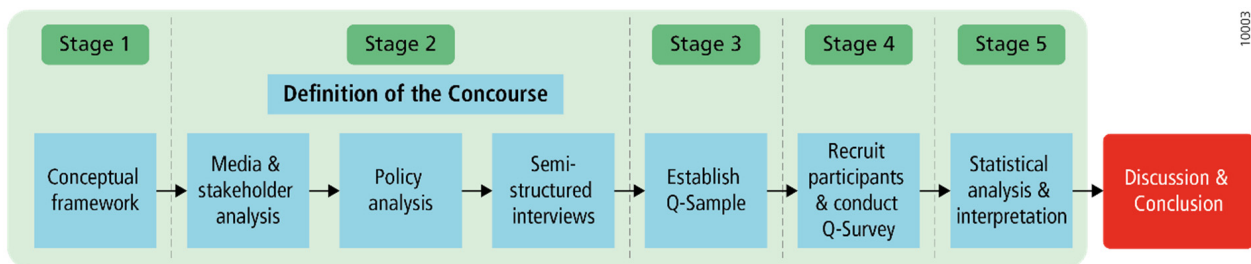 Stage 1
Stage 2
Stage 3
Stage 4
Stage 5
10003
Definition of the Concourse
Conceptual
framework
Media &
stakeholder
analysis
Policy
analysis
Semi-
structured
interviews
Establish
Q-Sample
Recruit
participants
& conduct
Q-Survey
Statistical
analysis &
interpretation
Discussion &
Conclusion